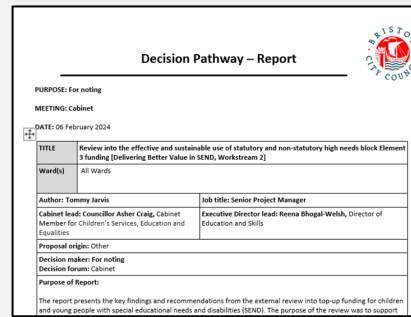 BRISTOL
CITY COUNCIL
Decision Pathway – Report
PURPOSE: For noting
MEETING: Cabinet
DATE: 06 February 2024
TITLE Review into the effective and sustainable use of statutory and non-statutory high needs block Element
3 funding [Delivering Better Value in SEND, Workstream 2]
Ward(s) All Wards
Author: Tommy Jarvis Job title: Senior Project Manager
Cabinet lead: Councillor Asher Craig, Cabinet Executive Director lead: Reena Bhogal-Welsh, Director of
Member for Children's Services, Education and Education and Skills
Equalities
Proposal origin: Other
Decision maker: For noting
Decision forum: Cabinet
Purpose of Report:
The report presents the key findings and recommendations from the external review into top-up funding for children
and young people with special educational needs and disabilities (SEND). The purpose of the review was to support